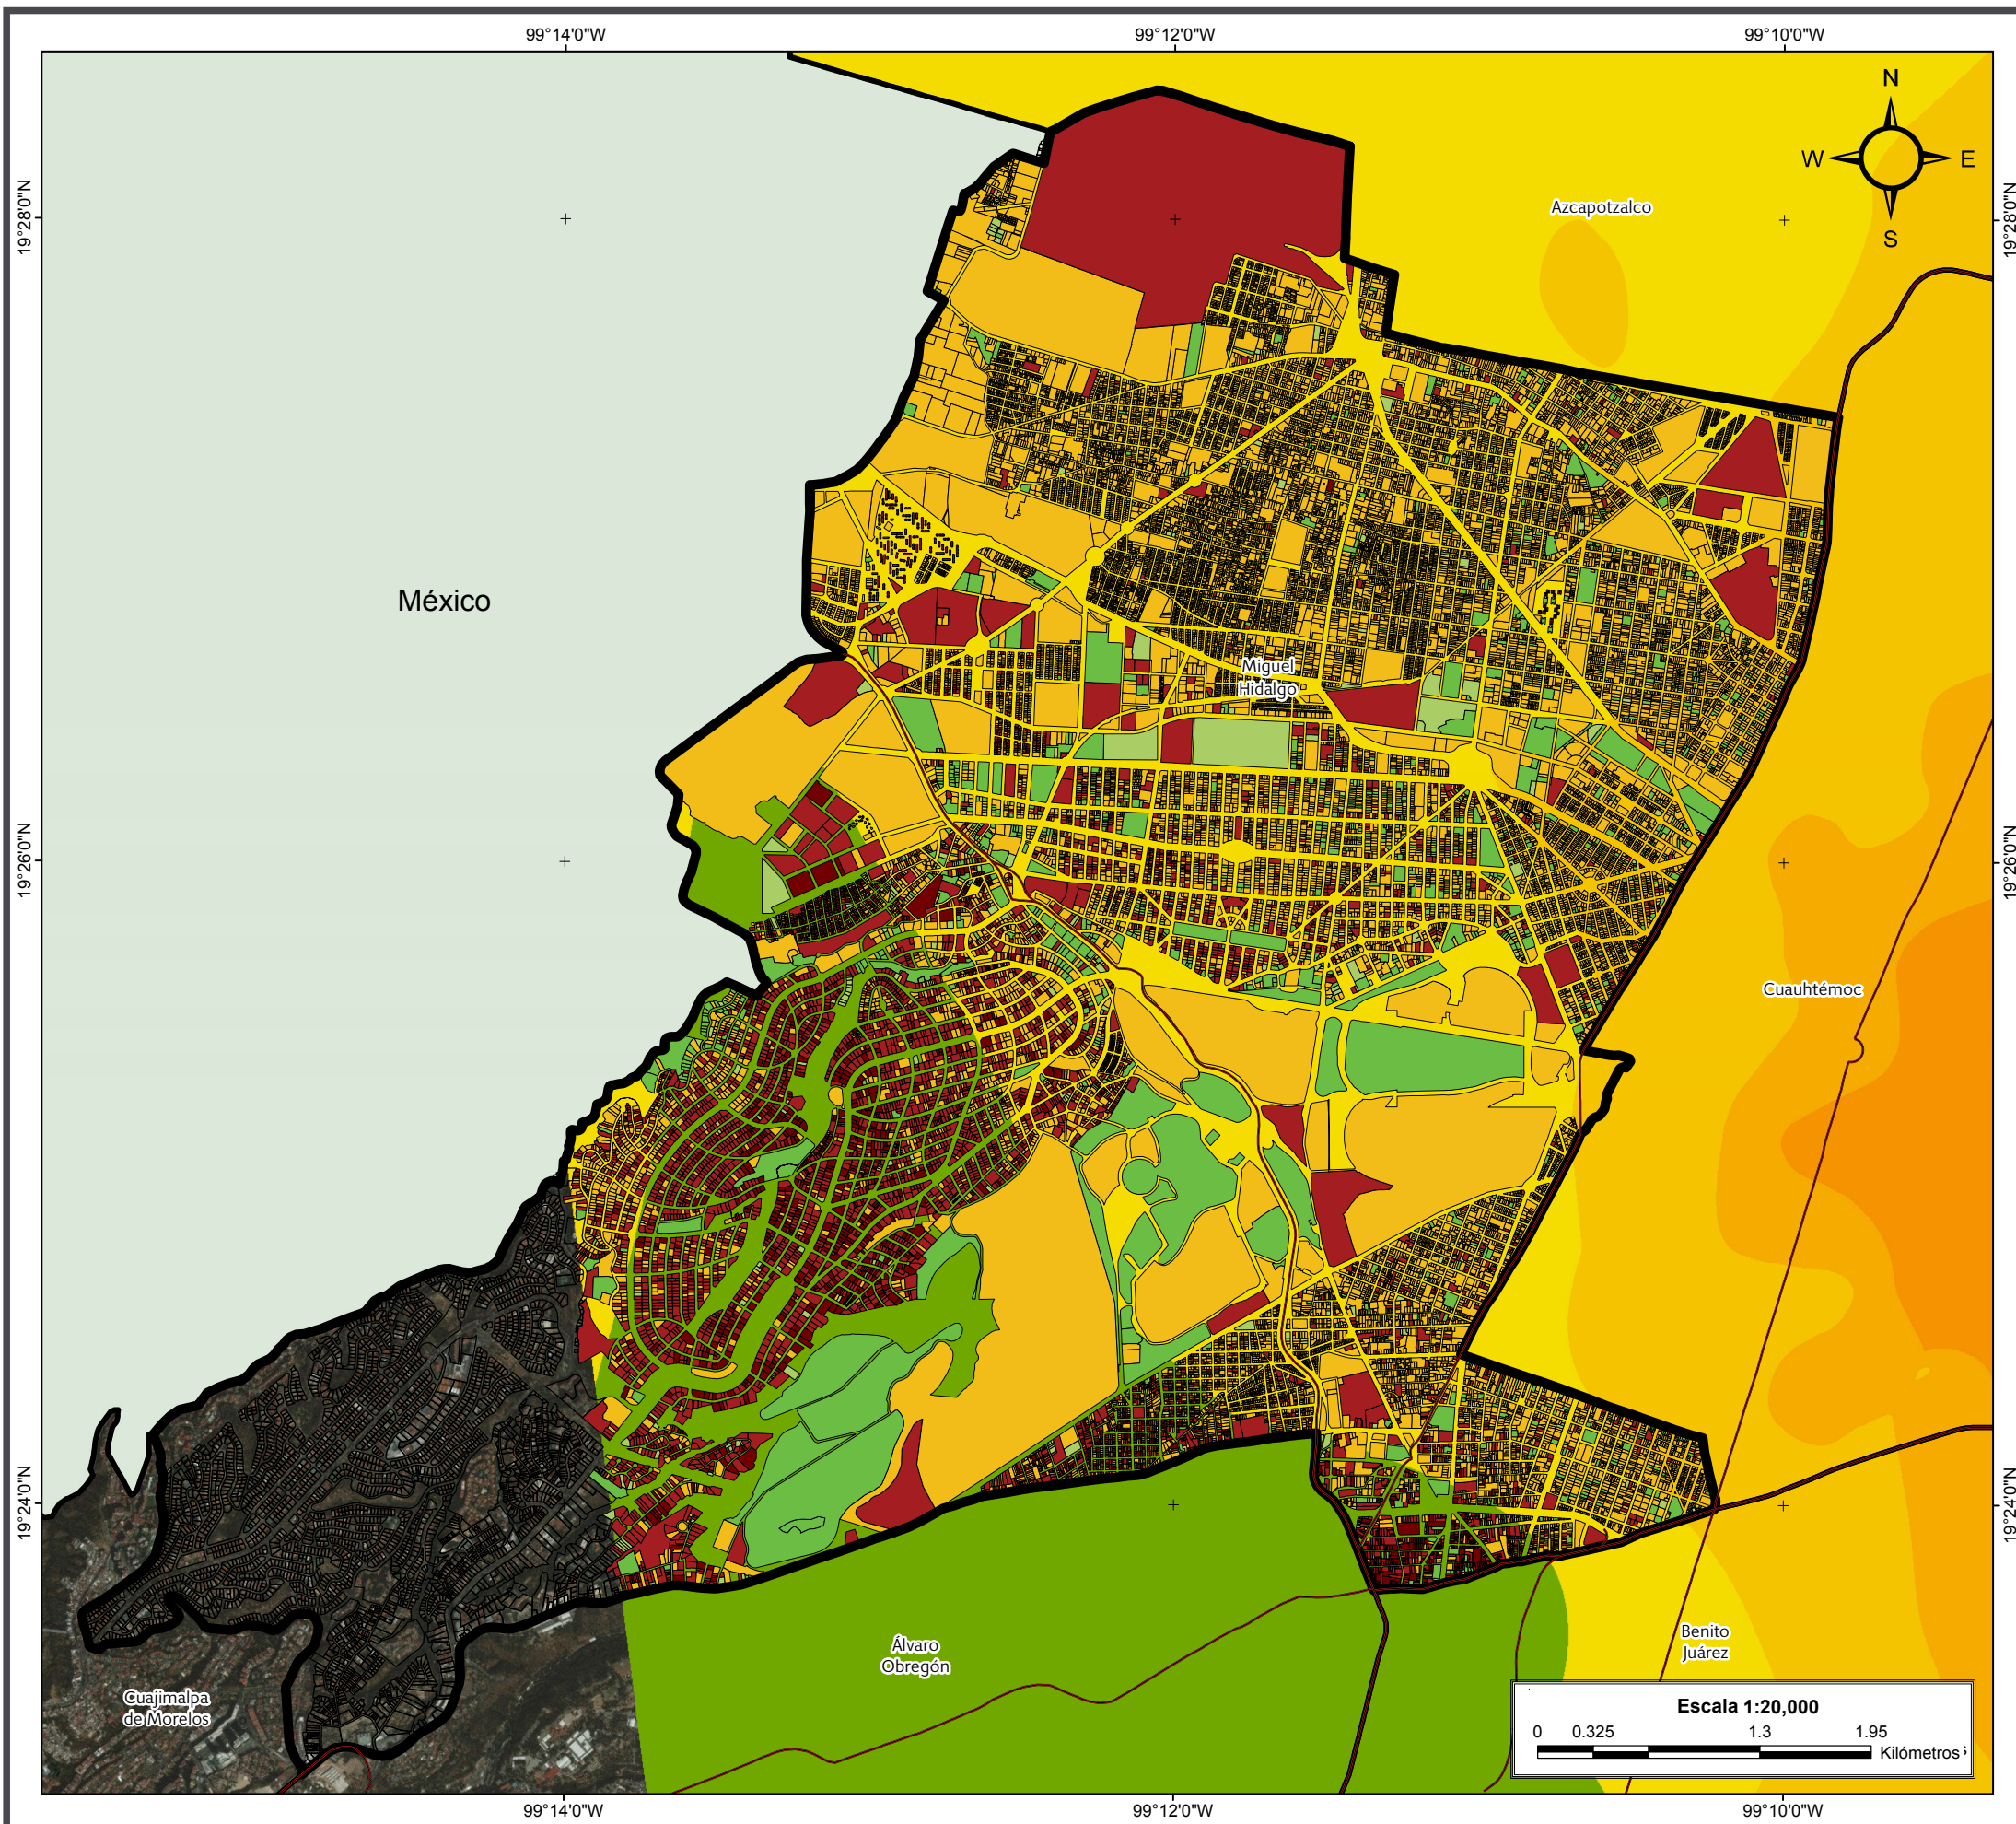 99°14'0"W
99°12'0"W
99°10'0"W
N
W
E
S
19°28'0"N
19°28'0"N
Azcapotzalco
México
Miguel
Hidalgo
19°26'0"N
19°26'0"N
Cuauhtémoc
19°24'0"N
19°24'0"N
Álvaro
Obregón
Benito
Juárez
Cuajimalpa
de Morelos
Escala 1:20,000
0 0.325 1.3 1.95
Kilómetros
99°14'0"W
99°12'0"W
99°10'0"W